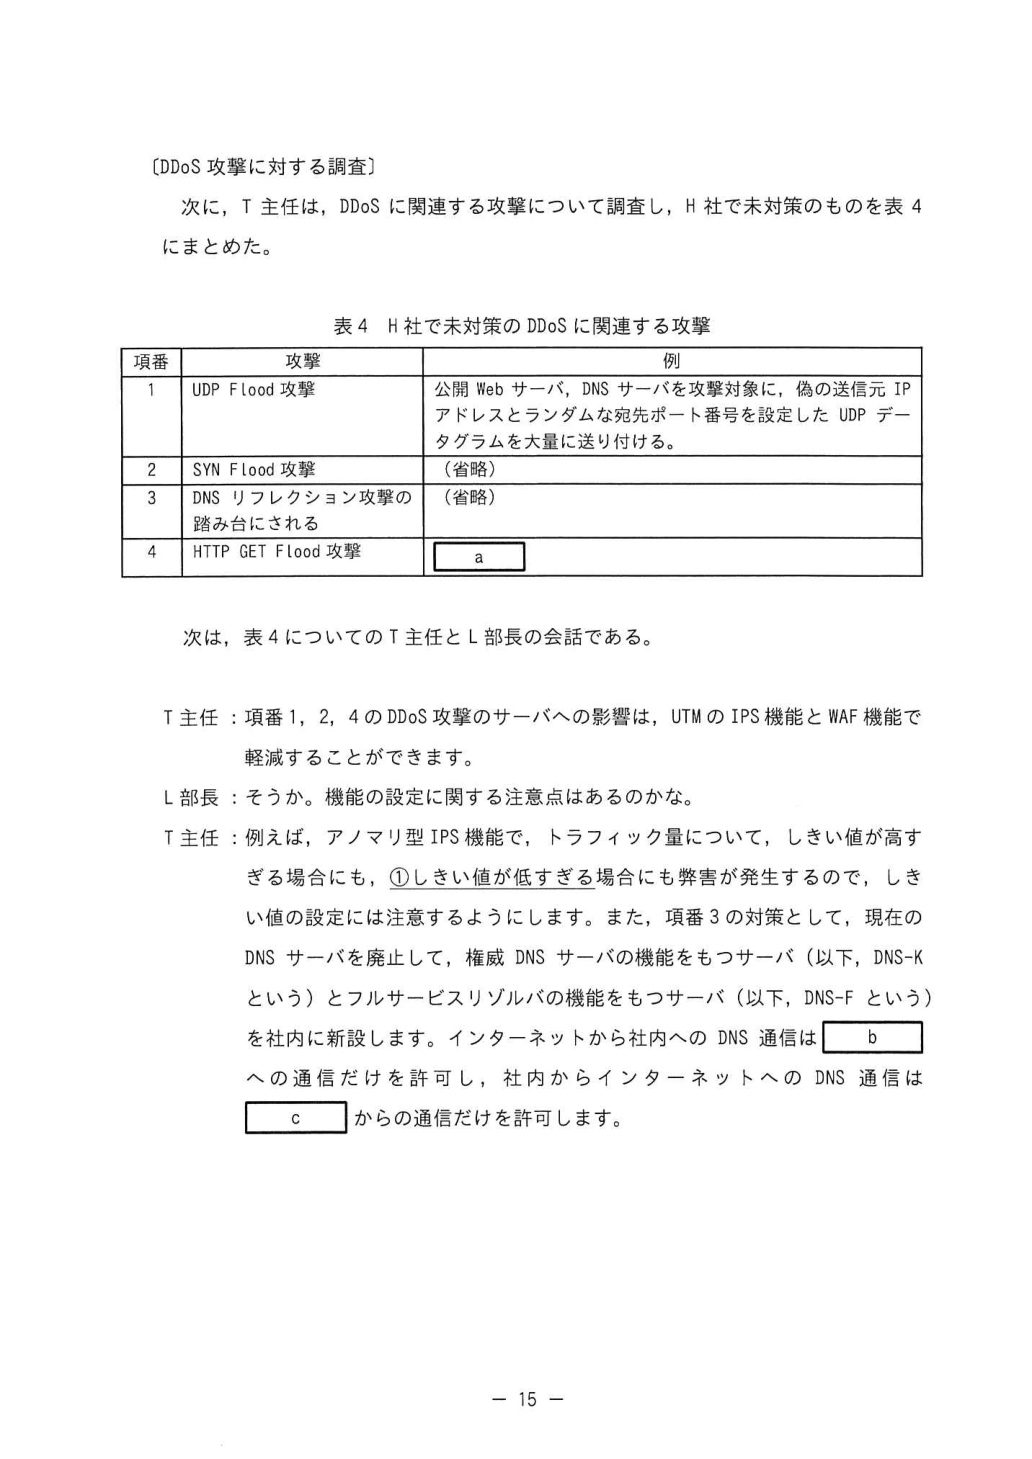 〔DDoS 攻撃に対する調査〕
次に，T 主任は，DDoS に関連する攻撃について調査し，H 社で未対策のものを表 4
にまとめた。
表 4 H 社で未対策の DDoS に関連する攻撃
項番 攻撃 例
1 UDP Flood 攻撃 公開 Web サーバ，DNS サーバを攻撃対象に，偽の送信元 IP
アドレスとランダムな宛先ポート番号を設定した UDP デー
タグラムを大量に送り付ける。
2 SYN Flood 攻撃 （省略）
3 DNS リフレクション攻撃の （省略）
踏み台にされる
4 HTTP GET Flood 攻撃 a
次は，表 4 についての T 主任と L 部長の会話である。
T 主任 ：項番 1，2，4 の DDoS 攻撃のサーバへの影響は，UTM の IPS 機能と WAF 機能で
軽減することができます。
L 部長 ：そうか。機能の設定に関する注意点はあるのかな。
T 主任 ：例えば，アノマリ型 IPS 機能で，トラフィック量について，しきい値が高す
ぎる場合にも，①しきい値が低すぎる場合にも弊害が発生するので，しき
い値の設定には注意するようにします。また，項番 3 の対策として，現在の
DNS サーバを廃止して，権威 DNS サーバの機能をもつサーバ（以下，DNS-K
という）とフルサービスリゾルバの機能をもつサーバ（以下，DNS-F という）
を社内に新設します。インターネットから社内への DNS 通信は b
への通信だけを許可し，社内からインターネットへの DNS 通信は
c からの通信だけを許可します。
－ 15 －